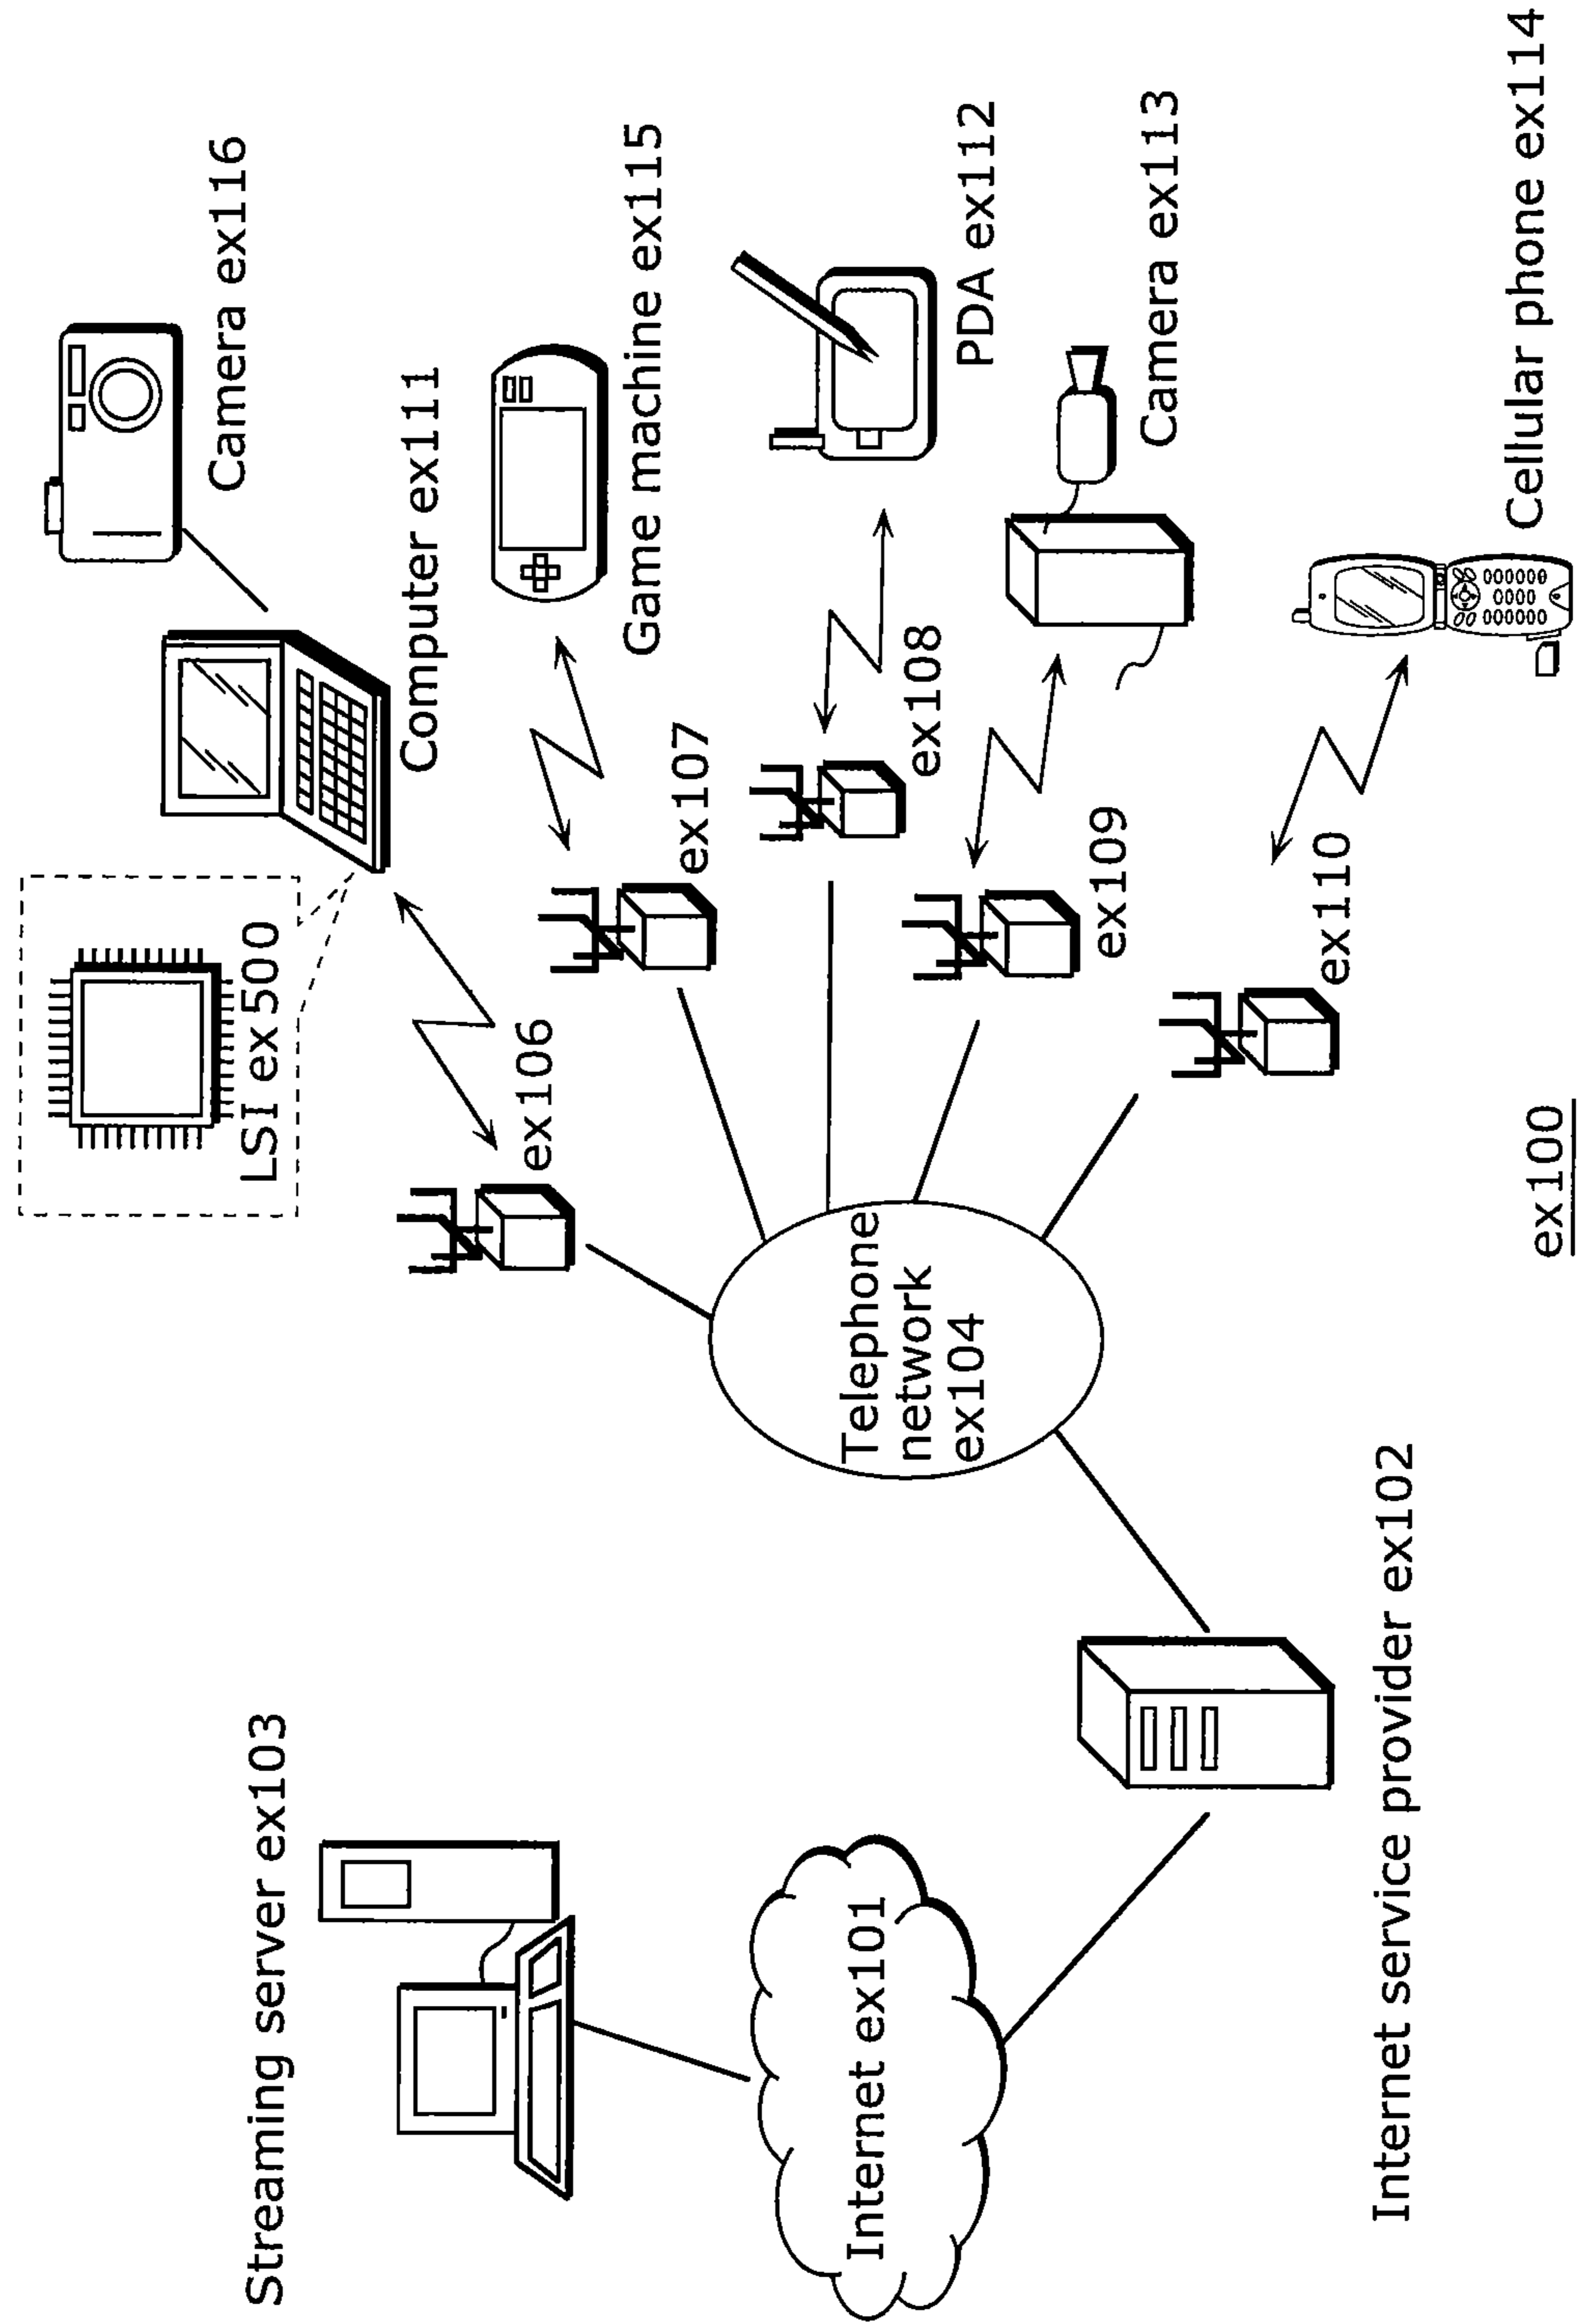 Streaming server ex103
Internet ex101
Internet service provider ex102
Telephone
network
ex104
LSI ex500
ex106
ex107
ex108
ex109
ex110
Camera ex116
Computer ex111
Game machine ex115
PDA ex112
Camera ex113
Cellular phone ex114
ex100